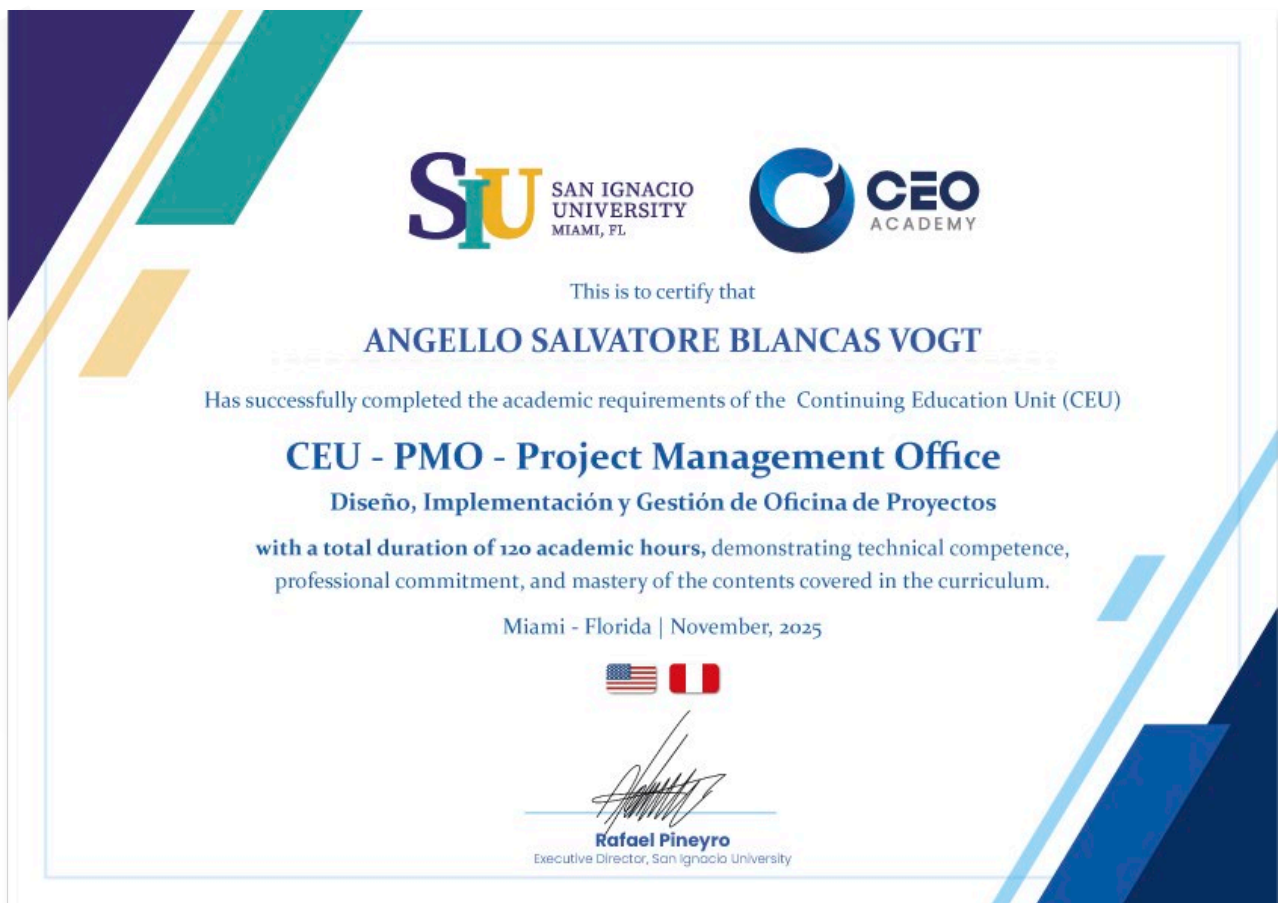 SIU
SAN IGNACIO
UNIVERSITY
MIAMI, FL
CEO
ACADEMY
This is to certify that
ANGELLO SALVATORE BLANCAS VOGT
Has successfully completed the academic requirements of the Continuing Education Unit (CEU)
CEU - PMO - Project Management Office
Diseño, Implementación y Gestión de Oficina de Proyectos
with a total duration of 120 academic hours, demonstrating technical competence,
professional commitment, and mastery of the contents covered in the curriculum.
Miami - Florida | November, 2025
Rafael Pineyro
Executive Director, San Ignacio University